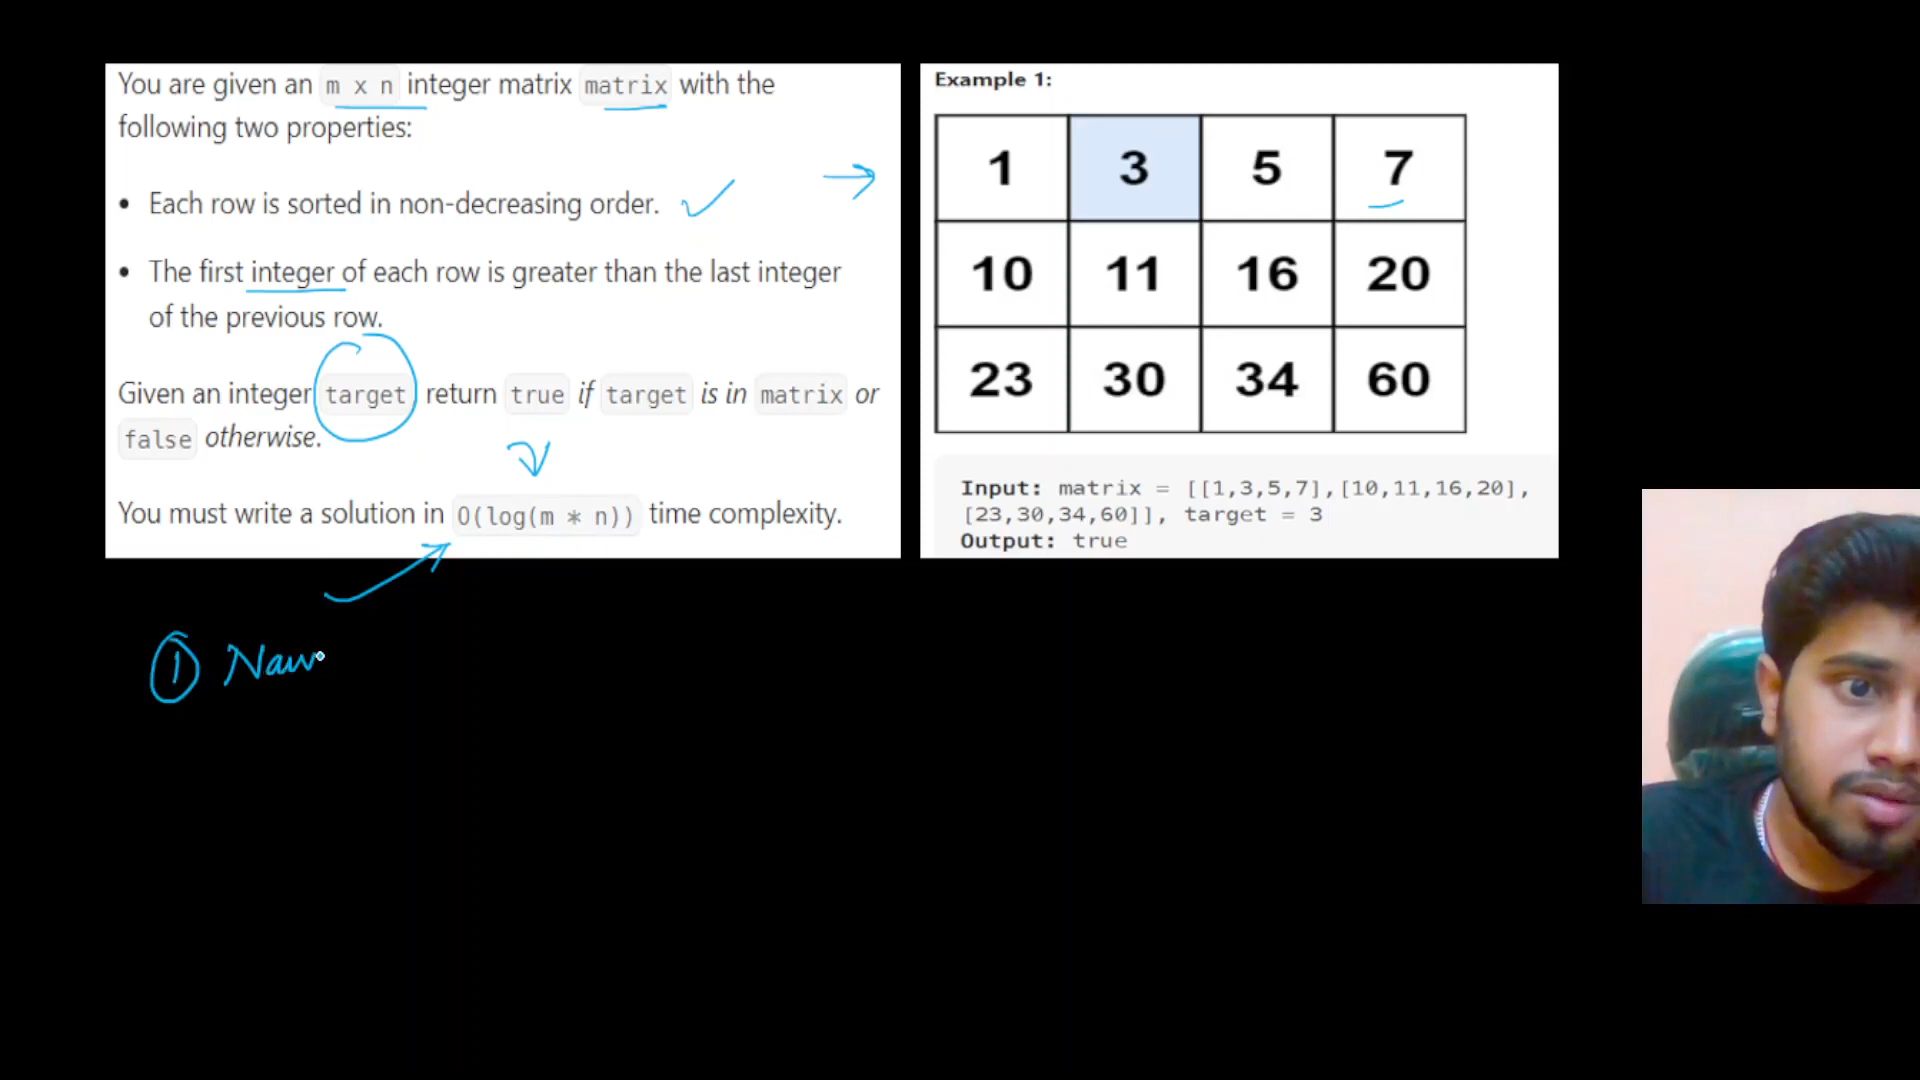 You are given an m x n integer matrix matrix with the
following two properties:
• Each row is sorted in non-decreasing order.
• The first integer of each row is greater than the last integer
of the previous row.
Given an integer target return true if target is in matrix or
false otherwise.
You must write a solution in O(log(m * n)) time complexity.
① Naiv
Example 1:
1 3 5 7
10 11 16 20
23 30 34 60
Input: matrix = [[1,3,5,7],[10,11,16,20],
[23,30,34,60]], target = 3
Output: true